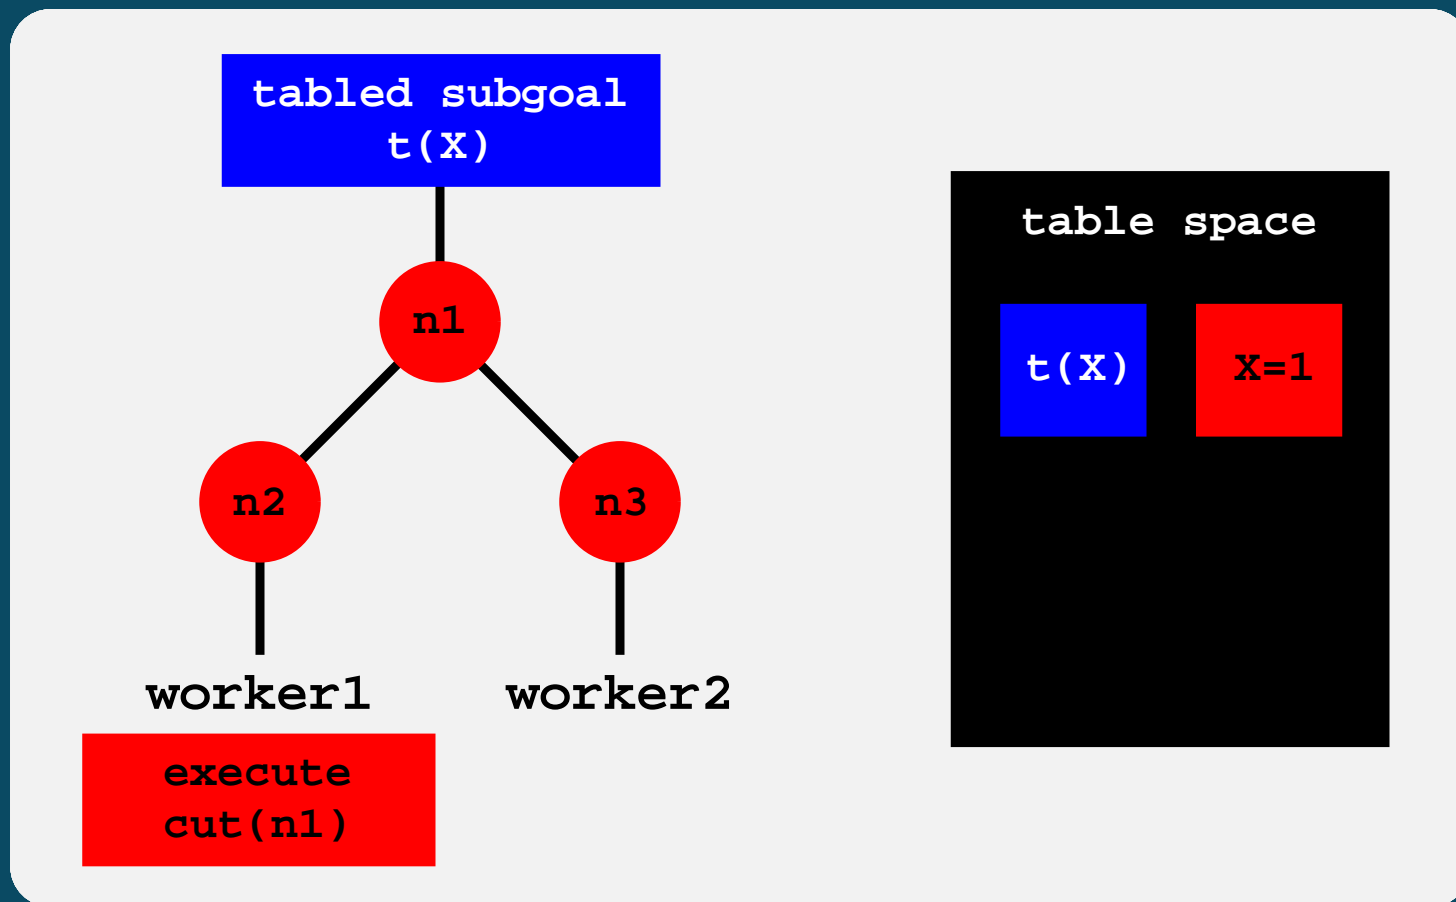 tabled subgoal
t(X)
n1
n2
n3
worker1
worker2
execute
cut(n1)
table space
t(X)
X=1